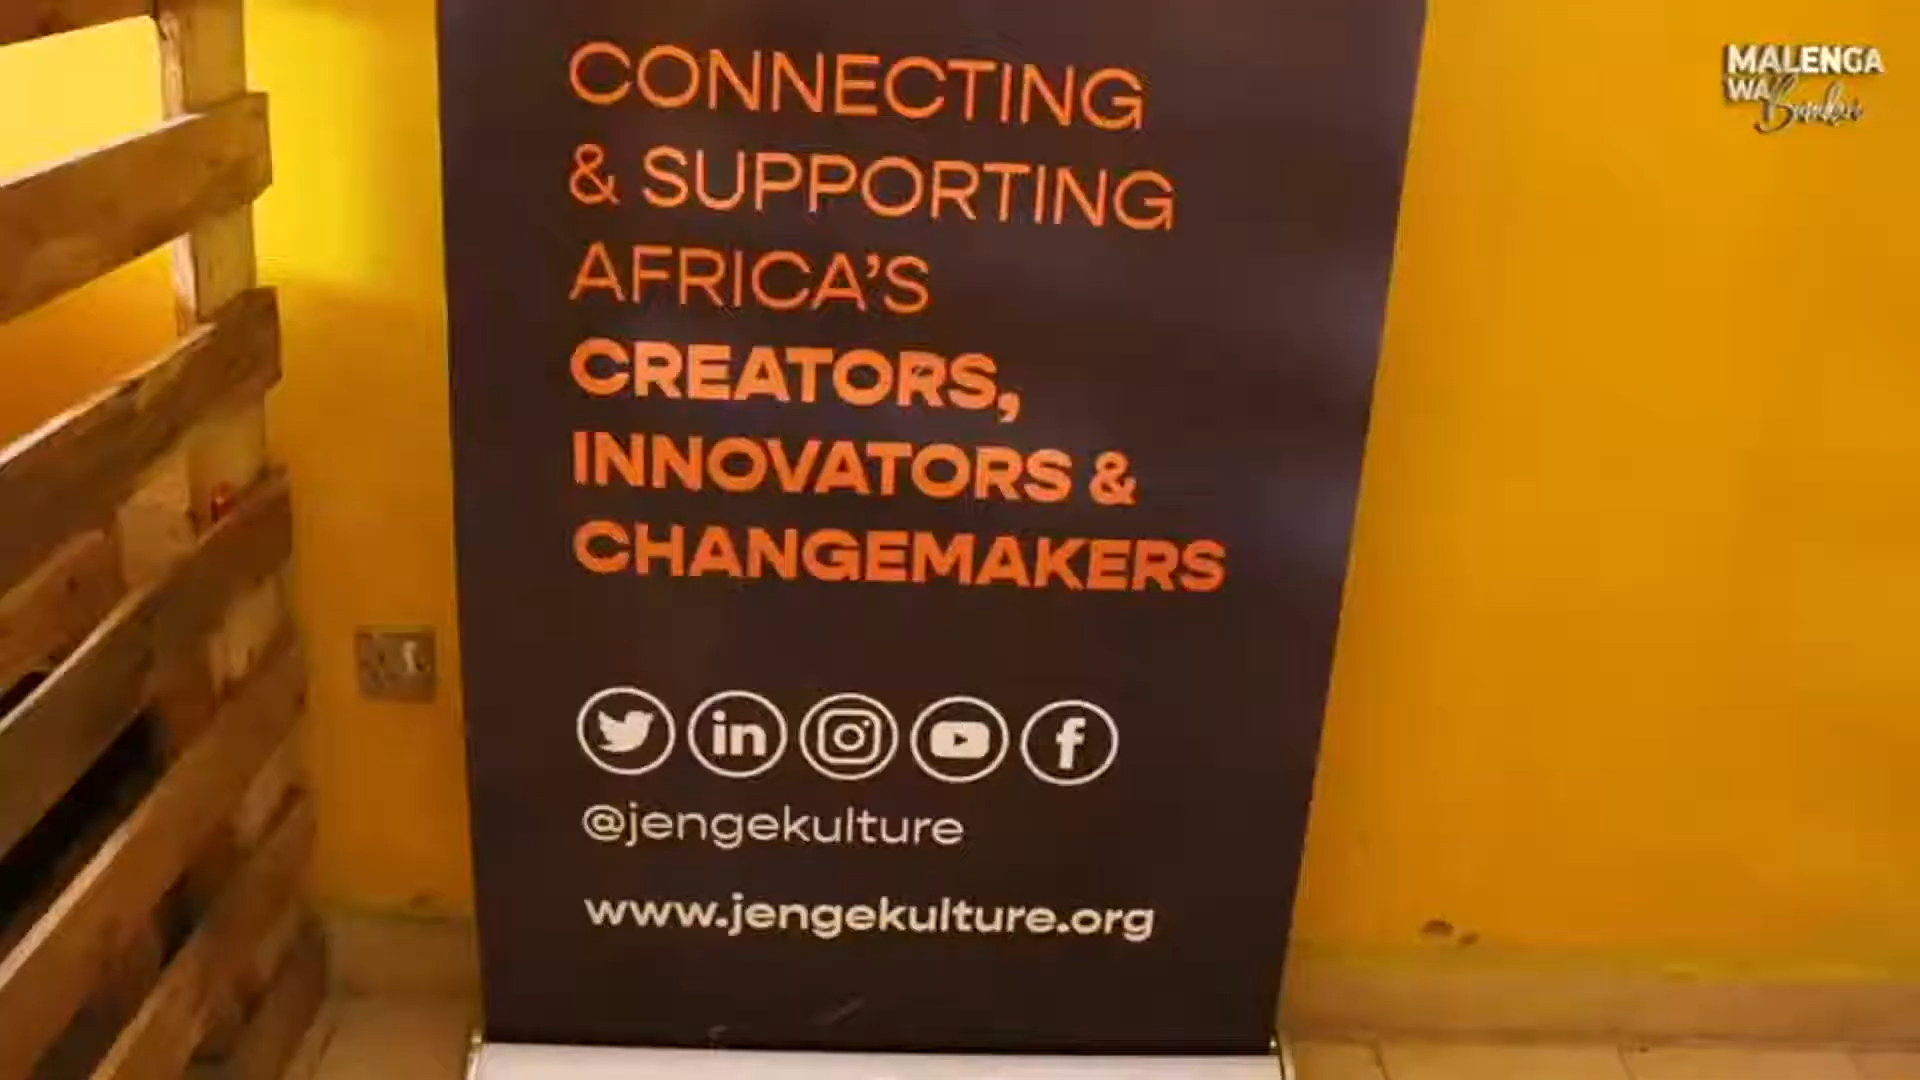 CONNECTING
& SUPPORTING
AFRICA'S
CREATORS,
INNOVATORS &
CHANGEMAKERS
@jengekulture
www.jengekulture.org
MALENGA
WA